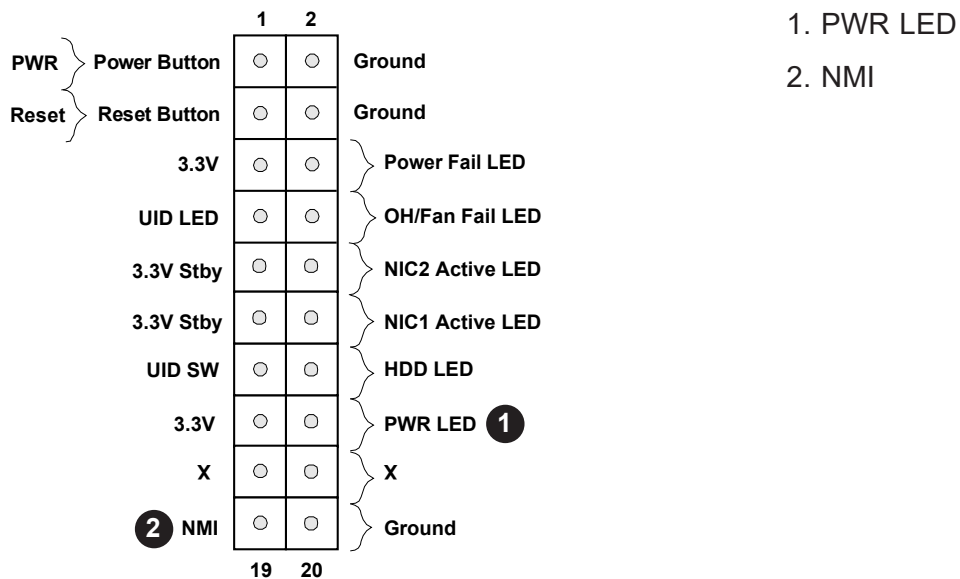 1 2
PWR Power Button Ground
Reset Reset Button Ground
3.3V Power Fail LED
UID LED OH/Fan Fail LED
3.3V Stby NIC2 Active LED
3.3V Stby NIC1 Active LED
UID SW HDD LED
3.3V PWR LED 1
X X
2 NMI Ground
19 20
1. PWR LED
2. NMI